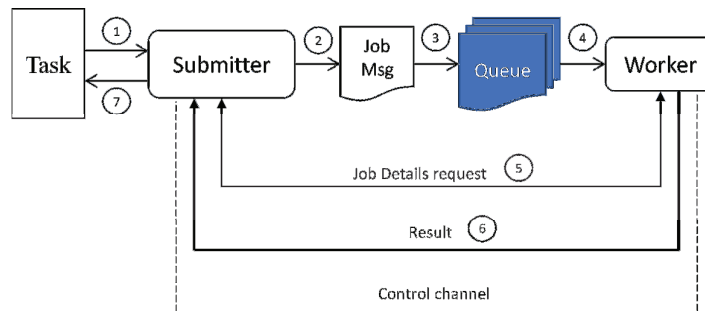 1
2
3
4
Task
Submitter
Job
Msg
Queue
Worker
7
Job Details request
5
Result
6
Control channel